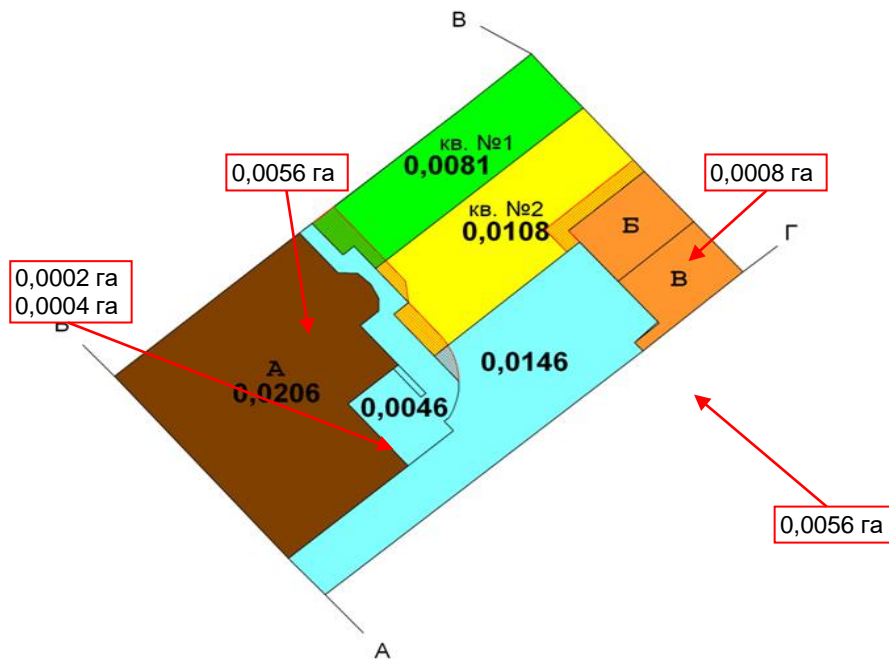 В
кв. №1
0,0081
0,0056 га
0,0008 га
кв. №2
0,0108
Б
Г
В
0,0002 га
0,0004 га
А
0,0206
0,0146
0,0046
0,0056 га
А